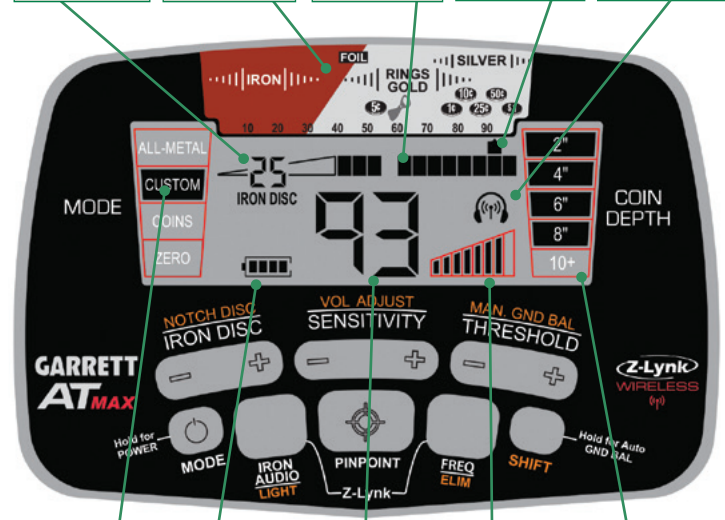 FOIL
IRON
RINGS GOLD
SILVER
5¢
10¢ 50¢
1¢ 25¢ $1
10 20 30 40 50 60 70 80 90
MODE
ALL-METAL
CUSTOM
COINS
ZERO
25
IRON DISC
93
2"
4"
6"
8"
10+
COIN DEPTH
NOTCH DISC
IRON DISC
VOL ADJUST
SENSITIVITY
MAN. GND BAL
THRESHOLD
GARRETT
AT MAX
Z-Lynk
WIRELESS
Hold for POWER
MODE
IRON AUDIO
LIGHT
PINPOINT
Z-Lynk
FREQ
ELIM
SHIFT
Hold for Auto GND BAL